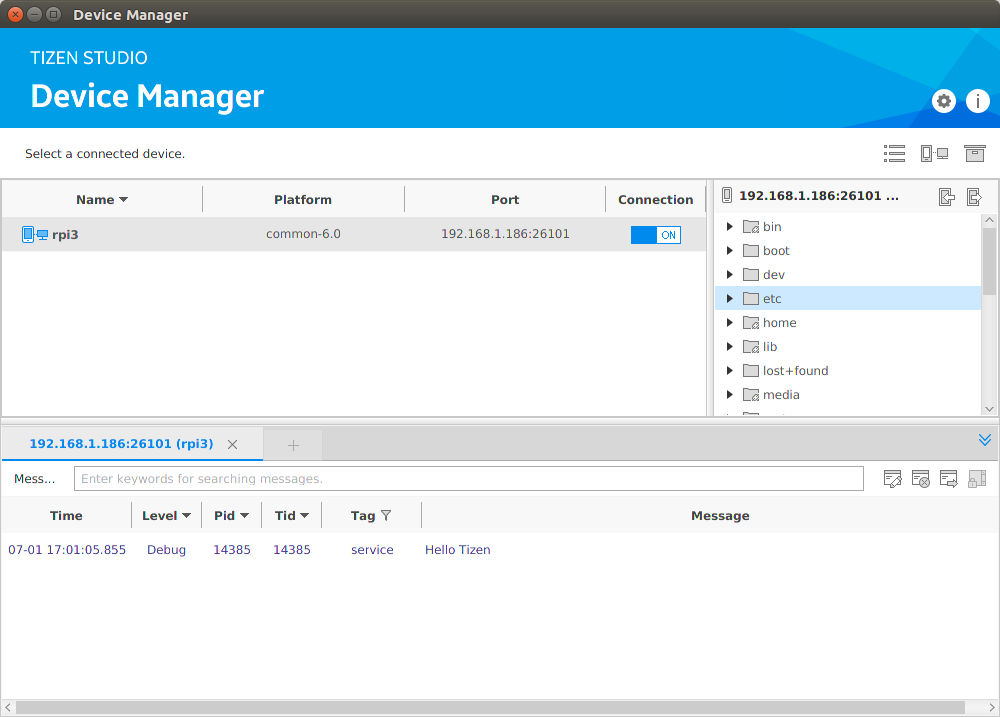 Device Manager
TIZEN STUDIO
Device Manager
Select a connected device.
Name Platform Port Connection
rpi3 common-6.0 192.168.1.186:26101 ON
192.168.1.186:26101 ...
bin
boot
dev
etc
home
lib
lost+found
media
192.168.1.186:26101 (rpi3)
Mess... Enter keywords for searching messages.
Time Level Pid Tid Tag Message
07-01 17:01:05.855 Debug 14385 14385 service Hello Tizen